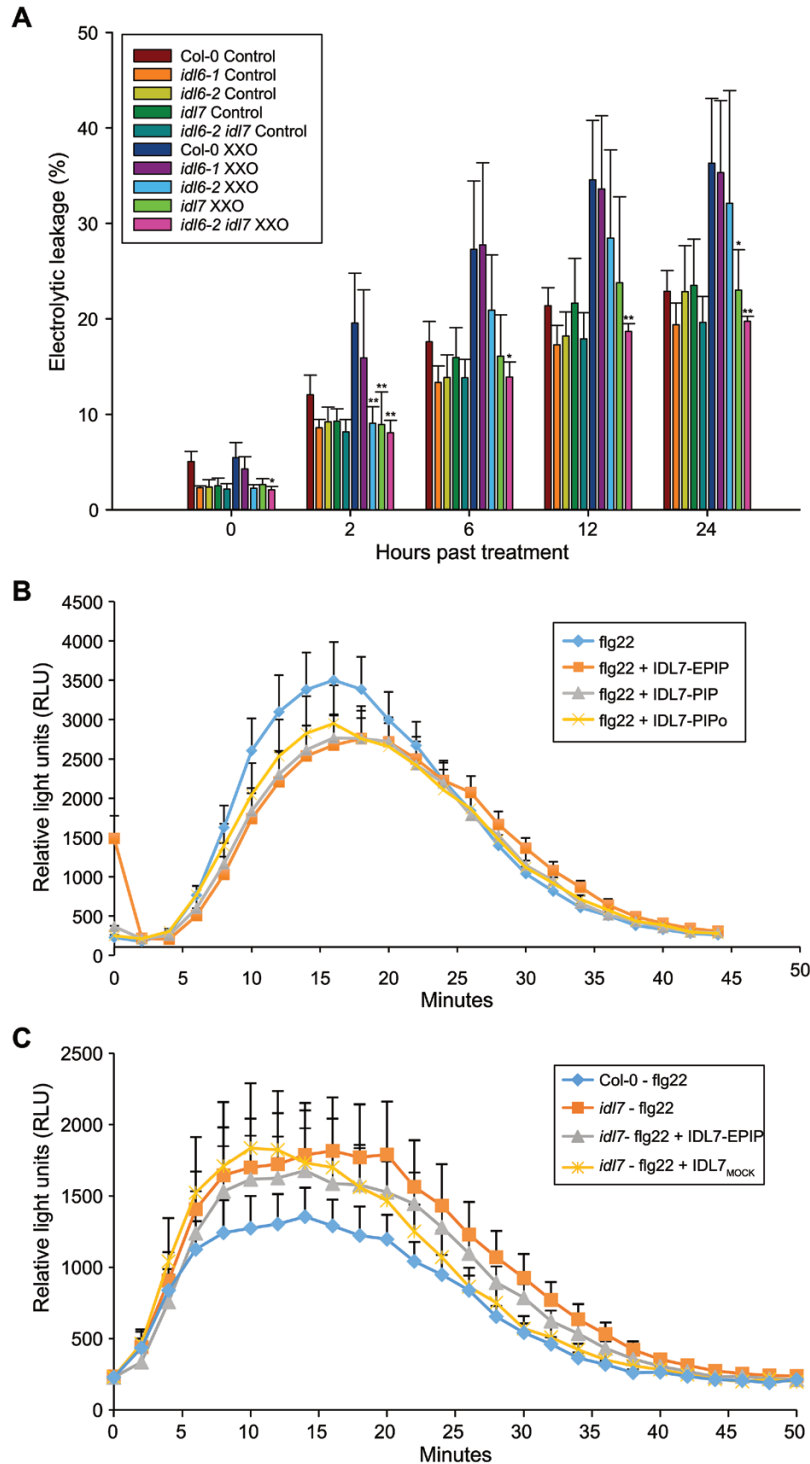 A
Electrolytic leakage (%)
60
50
40
30
20
10
0
Col-0 Control
idl6-1 Control
idl6-2 Control
idl7 Control
idl6-2 idl7 Control
Col-0 XXO
idl6-1 XXO
idl6-2 XXO
idl7 XXO
idl6-2 idl7 XXO
*
**
**
**
*
**
*
**
0 2 6 12 24
Hours past treatment
B
Relative light units (RLU)
4500
4000
3500
3000
2500
2000
1500
1000
500
0
flg22
flg22 + IDL7-EPIP
flg22 + IDL7-PIP
flg22 + IDL7-PIPo
0 5 10 15 20 25 30 35 40 45 50
Minutes
C
Relative light units (RLU)
2500
2000
1500
1000
500
0
Col-0 - flg22
idl7 - flg22
idl7- flg22 + IDL7-EPIP
idl7 - flg22 + IDL7MOCK
0 5 10 15 20 25 30 35 40 45 50
Minutes